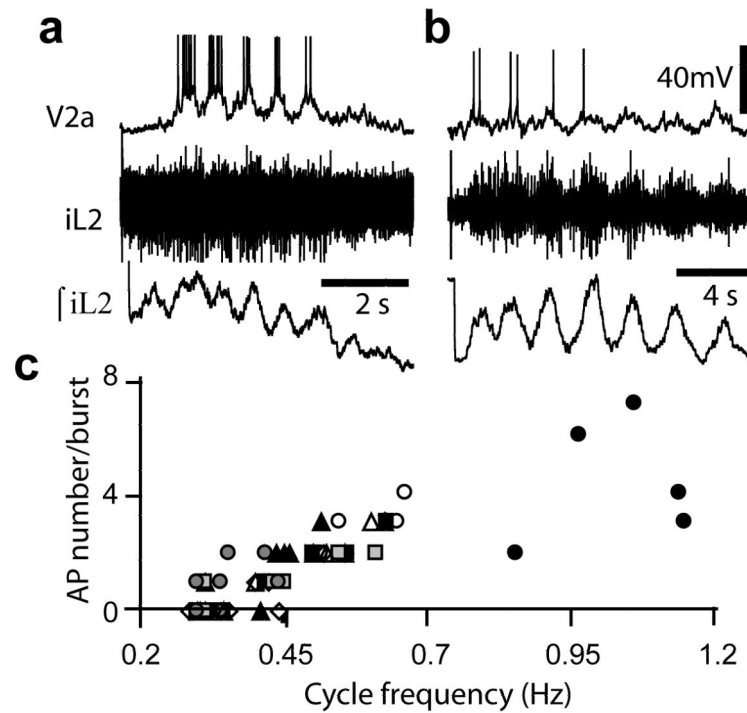 a
b
V2a
40mV
iL2
∫iL2
2 s
4 s
c
8
4
0
AP number/burst
0.2 0.45 0.7 0.95 1.2
Cycle frequency (Hz)